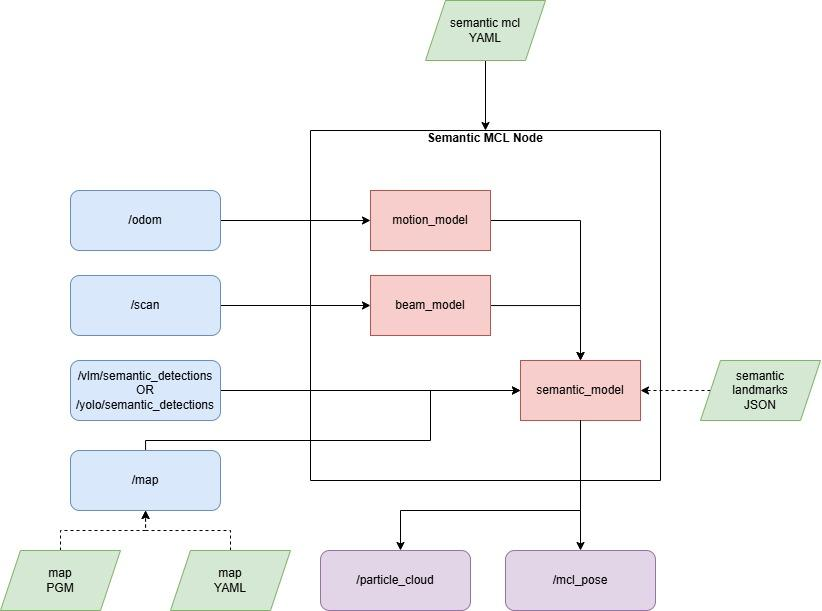 semantic mcl
YAML
Semantic MCL Node
/odom
motion_model
/scan
beam_model
/vlm/semantic_detections
OR
/yolo/semantic_detections
semantic_model
semantic
landmarks
JSON
/map
map
PGM
map
YAML
/particle_cloud
/mcl_pose